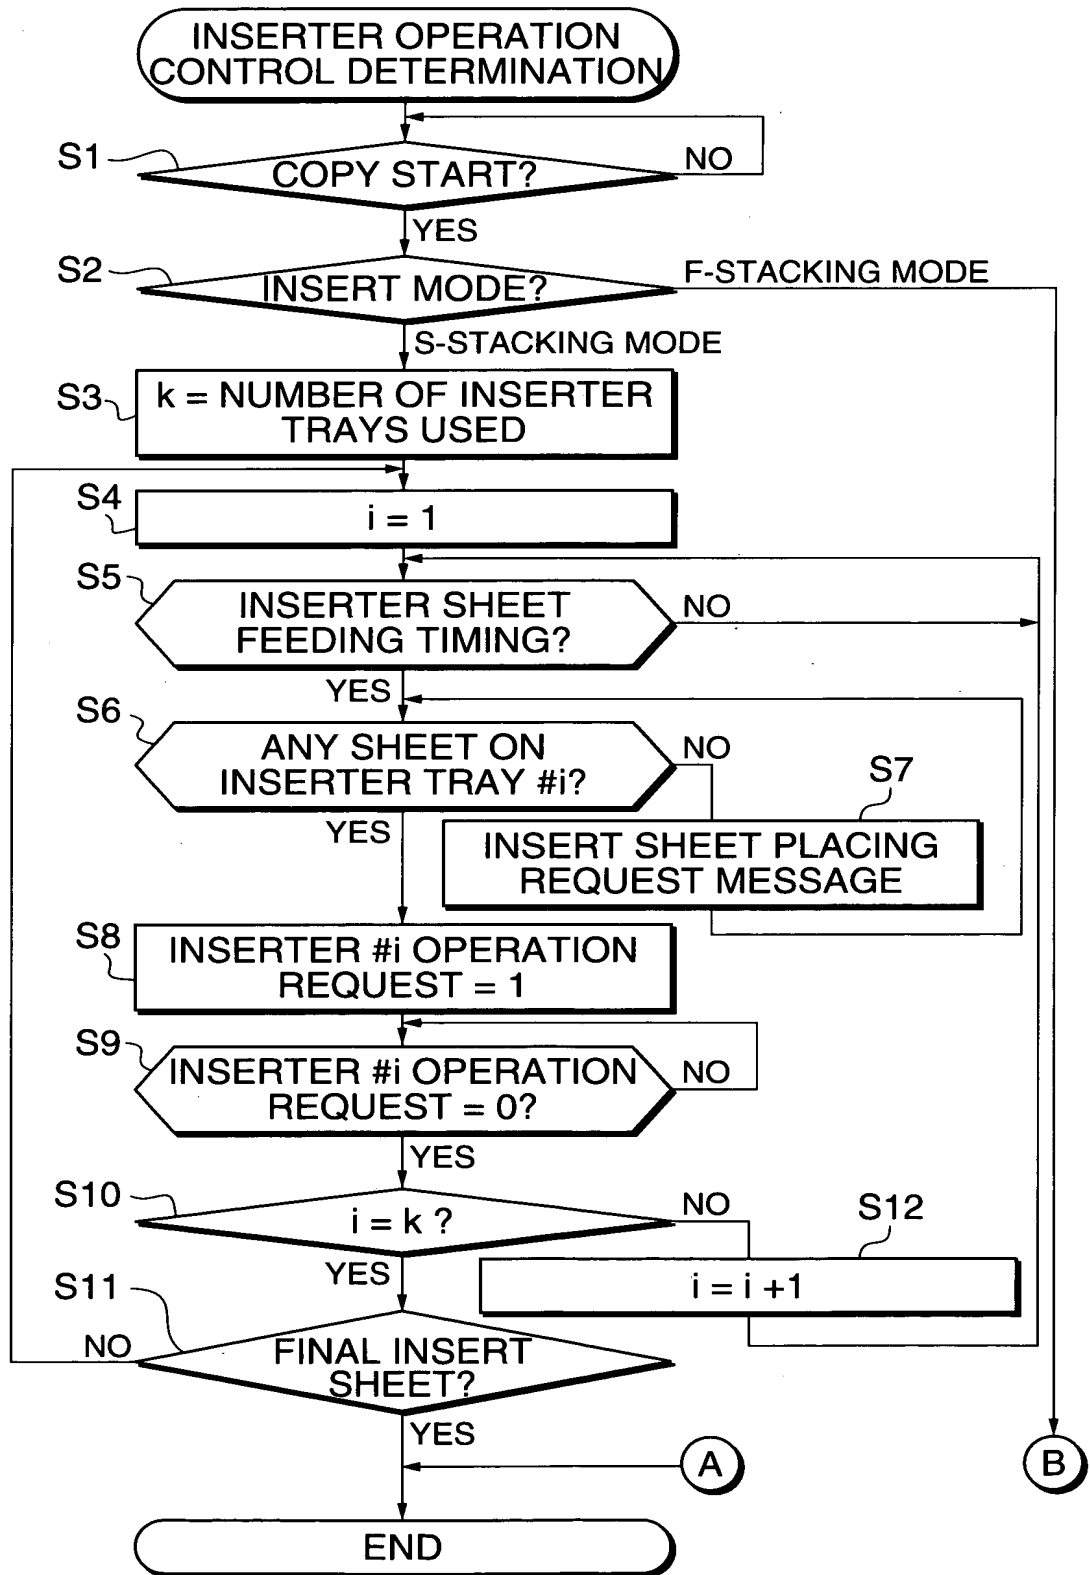 INSERTER OPERATION
CONTROL DETERMINATION
S1
COPY START?
NO
YES
S2
INSERT MODE?
F-STACKING MODE
S-STACKING MODE
S3
k = NUMBER OF INSERTER
TRAYS USED
S4
i = 1
S5
INSERTER SHEET
FEEDING TIMING?
NO
YES
S6
ANY SHEET ON
INSERTER TRAY #i?
NO
YES
S7
INSERT SHEET PLACING
REQUEST MESSAGE
S8
INSERTER #i OPERATION
REQUEST = 1
S9
INSERTER #i OPERATION
REQUEST = 0?
NO
YES
S10
i = k ?
NO
YES
S12
i = i +1
S11
NO
FINAL INSERT
SHEET?
YES
A
B
END